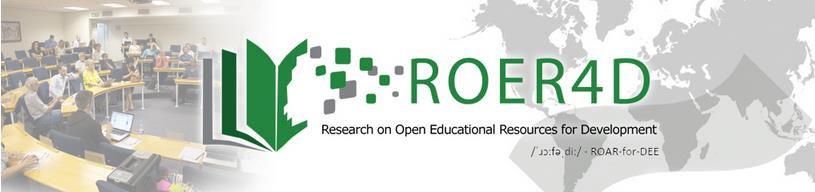 ROER4D
Research on Open Educational Resources for Development
/ˈɹɔːfəˌdiː/ - ROAR-for-DEE